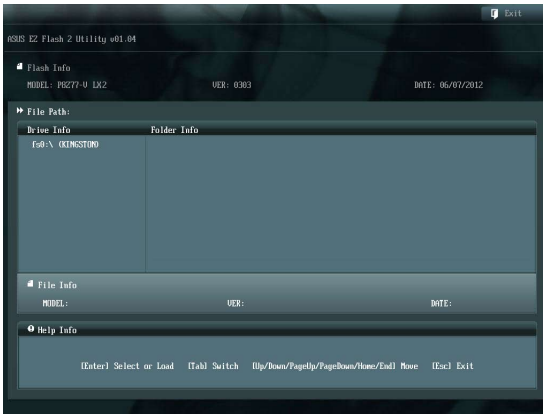 Exit
ASUS EZ Flash 2 Utility v01.04
Flash Info
MODEL: P8Z77-V LX2 VER: 0303 DATE: 06/07/2012
File Path:
Drive Info Folder Info
fs0:\ (KINGSTON)
File Info
MODEL: VER: DATE:
Help Info
[Enter] Select or Load [Tab] Switch [Up/Down/PageUp/PageDown/Home/End] Move [Esc] Exit